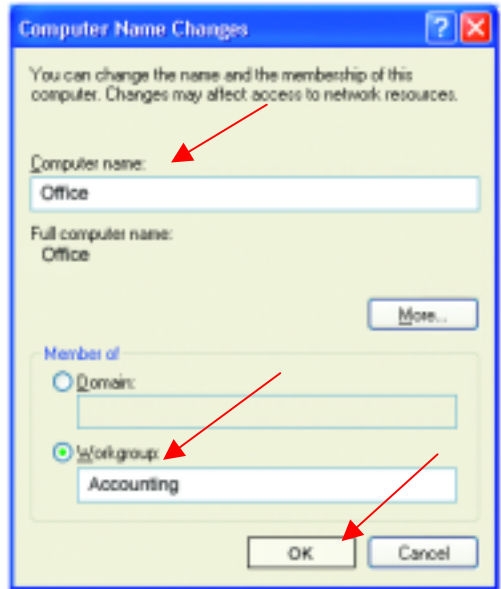 Computer Name Changes
You can change the name and the membership of this
computer. Changes may affect access to network resources.
Computer name:
Office
Full computer name:
Office
More...
Member of
Domain:
Workgroup:
Accounting
OK
Cancel